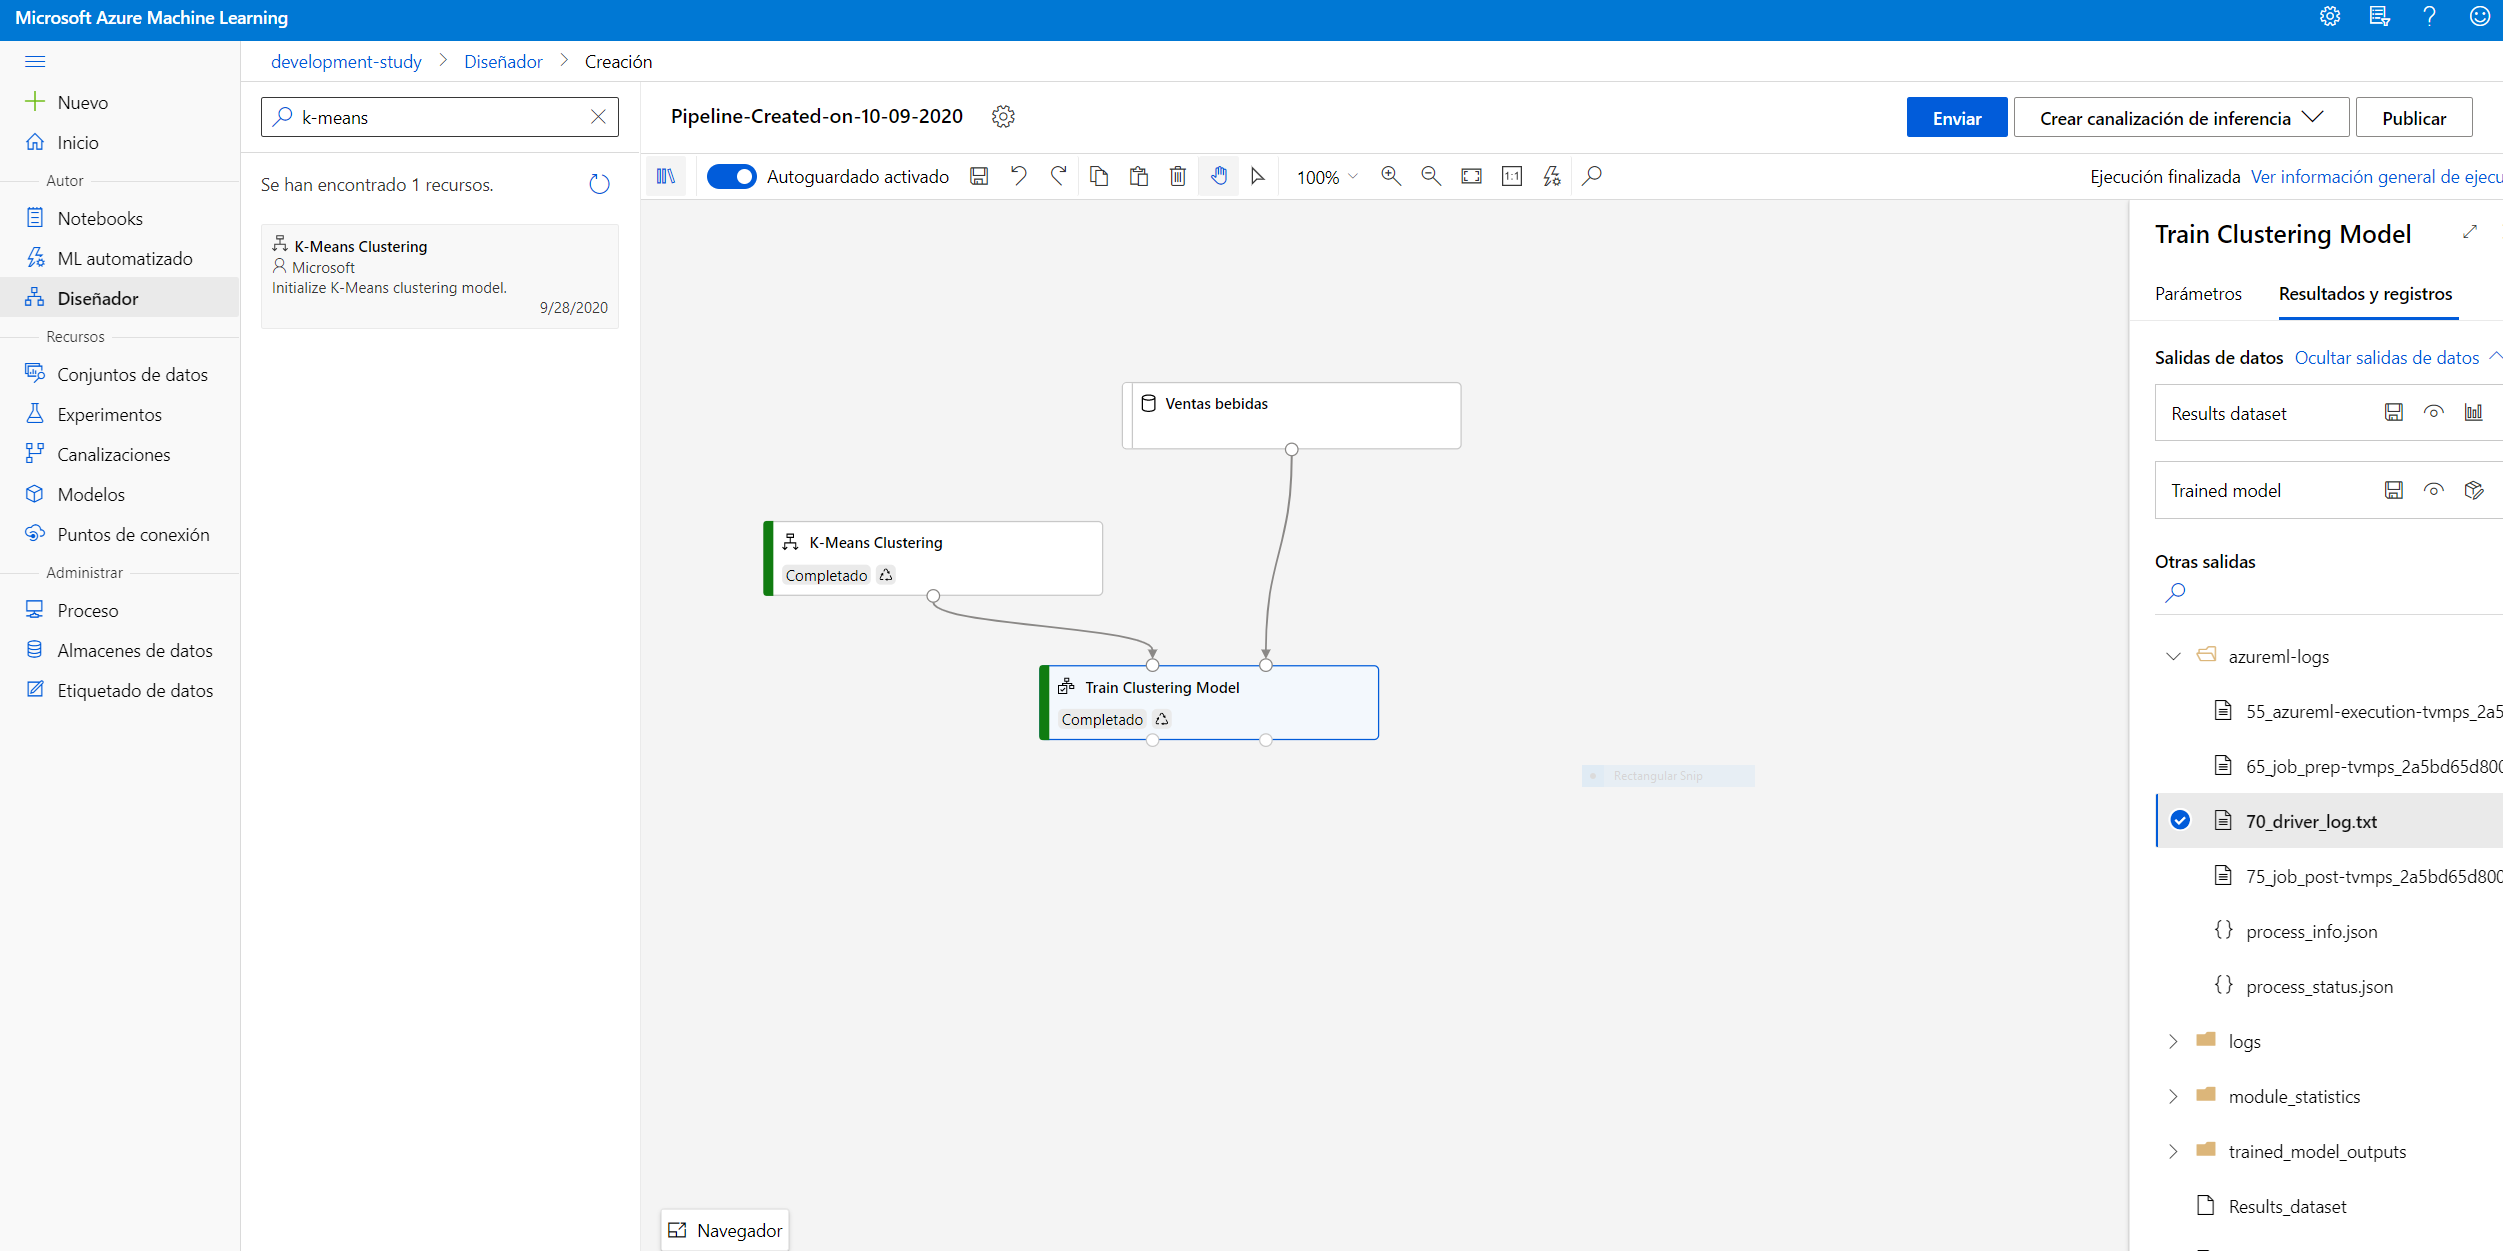 Microsoft Azure Machine Learning
development-study > Diseñador > Creación
Nuevo
Inicio
Autor
Notebooks
ML automatizado
Diseñador
Recursos
Conjuntos de datos
Experimentos
Canalizaciones
Modelos
Puntos de conexión
Administrar
Proceso
Almacenes de datos
Etiquetado de datos
k-means
Se han encontrado 1 recursos.
K-Means Clustering
Microsoft
Initialize K-Means clustering model.
9/28/2020
Pipeline-Created-on-10-09-2020
Enviar
Crear canalización de inferencia
Publicar
Autoguardado activado
100%
1:1
Ejecución finalizada Ver información general de ejecu
Ventas bebidas
K-Means Clustering
Completado
Train Clustering Model
Completado
Rectangular Snip
Navegador
Train Clustering Model
Parámetros
Resultados y registros
Salidas de datos Ocultar salidas de datos
Results dataset
Trained model
Otras salidas
azureml-logs
55_azureml-execution-tvmps_2a5
65_job_prep-tvmps_2a5bd65d800
70_driver_log.txt
75_job_post-tvmps_2a5bd65d800
{} process_info.json
{} process_status.json
logs
module_statistics
trained_model_outputs
Results_dataset